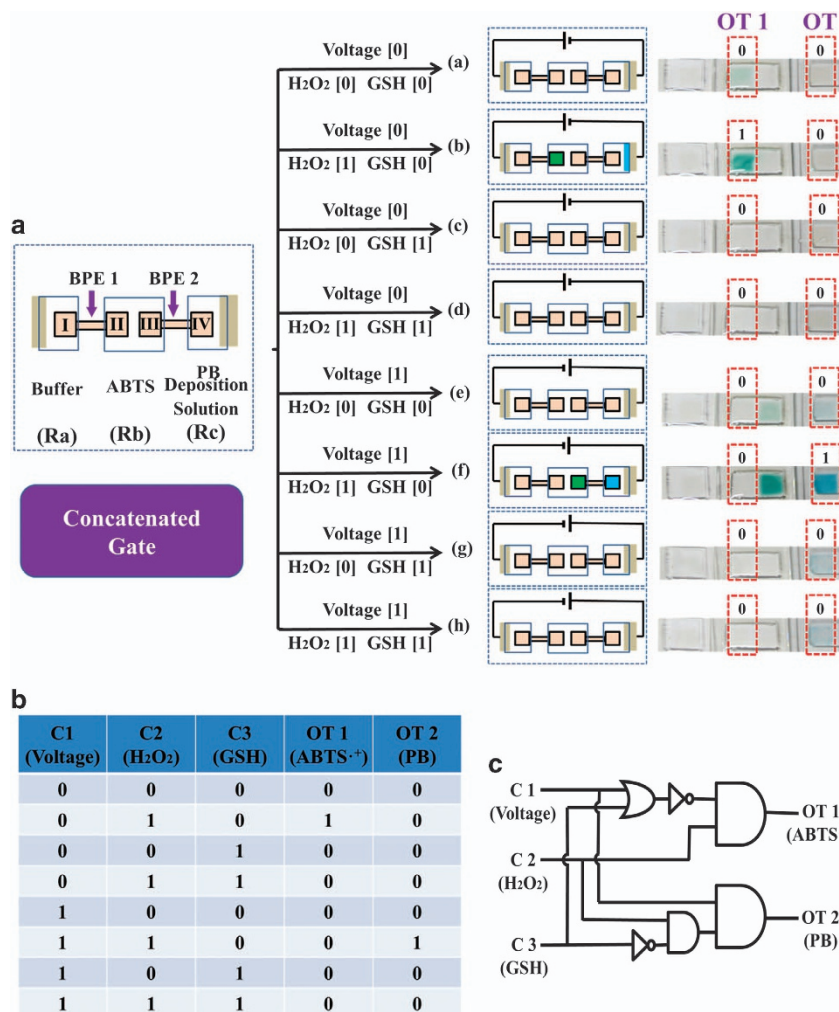 OT 1 OT
a
BPE 1 BPE 2
I II III IV
Buffer ABTS PB
Deposition
Solution
(Ra) (Rb) (Rc)
Concatenated
Gate
Voltage [0]
H2O2 [0] GSH [0]
(a)
0 0
Voltage [0]
H2O2 [1] GSH [0]
(b)
1 0
Voltage [0]
H2O2 [0] GSH [1]
(c)
0 0
Voltage [0]
H2O2 [1] GSH [1]
(d)
0 0
Voltage [1]
H2O2 [0] GSH [0]
(e)
0 0
Voltage [1]
H2O2 [1] GSH [0]
(f)
0 1
Voltage [1]
H2O2 [0] GSH [1]
(g)
0 0
Voltage [1]
H2O2 [1] GSH [1]
(h)
0 0
b
C1 C2 C3 OT 1 OT 2
(Voltage) (H2O2) (GSH) (ABTS·+) (PB)
0 0 0 0 0
0 1 0 1 0
0 0 1 0 0
0 1 1 0 0
1 0 0 0 0
1 1 0 0 1
1 0 1 0 0
1 1 1 0 0
c
C 1
(Voltage)
C 2
(H2O2)
C 3
(GSH)
OT 1
(ABTS
OT 2
(PB)